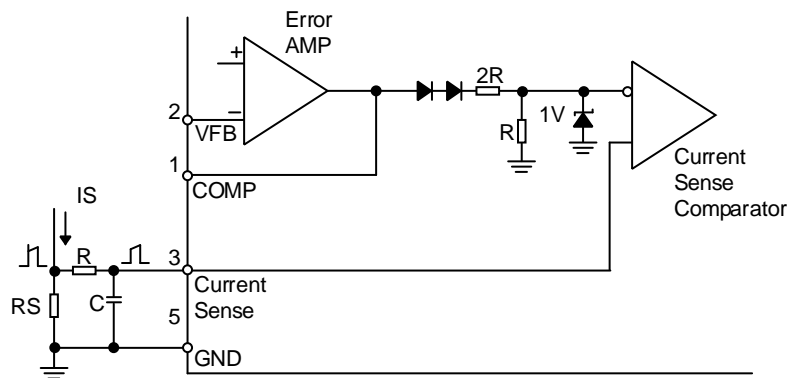 Error
AMP
+
−
2
VFB
1
COMP
2R
R
1V
Current
Sense
Comparator
IS
R
3
Current
Sense
RS
C
5
GND